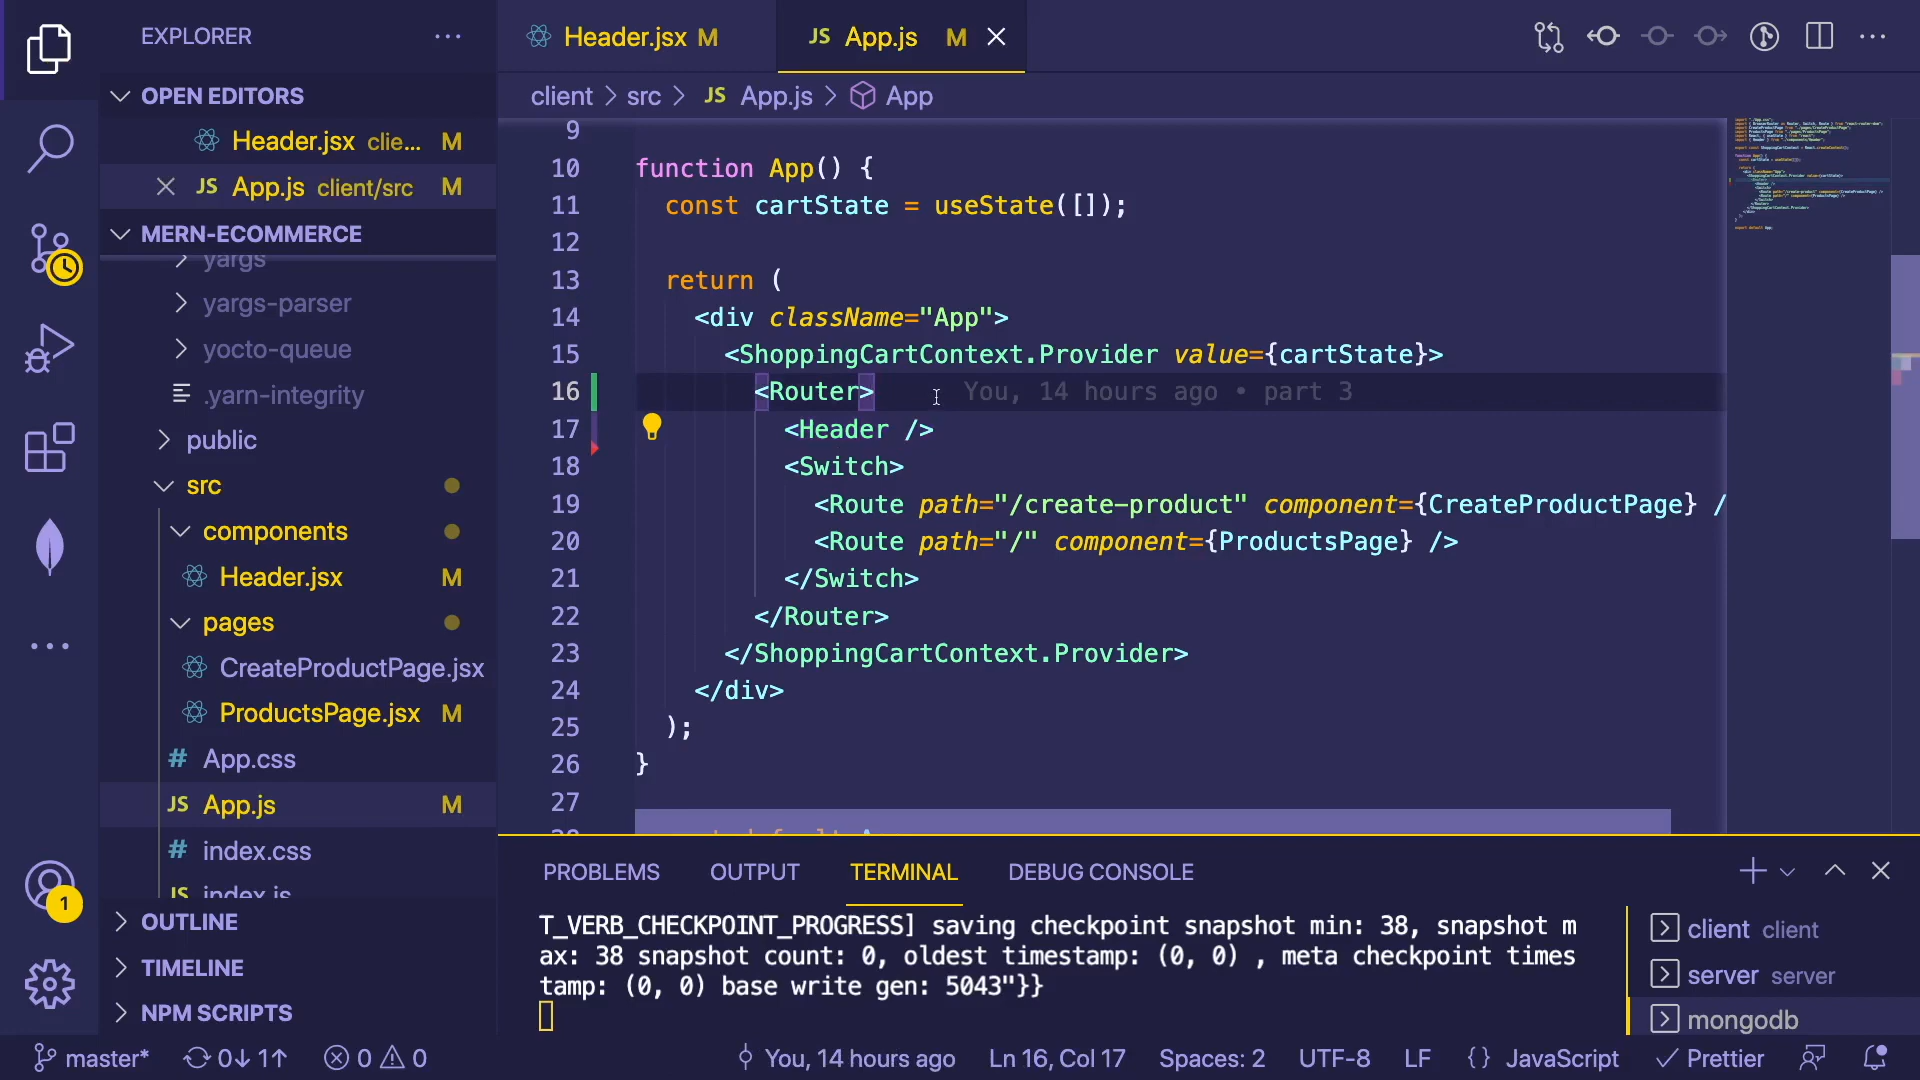 EXPLORER
OPEN EDITORS
Header.jsx clie... M
JS App.js client/src M
MERN-ECOMMERCE
yargs
yargs-parser
yocto-queue
.yarn-integrity
public
src
components
Header.jsx M
pages
CreateProductPage.jsx
ProductsPage.jsx M
# App.css
JS App.js M
# index.css
JS index.js
OUTLINE
TIMELINE
NPM SCRIPTS
1
Header.jsx M
JS App.js M
client > src > JS App.js > App
9
10 function App() {
11 const cartState = useState([]);
12
13 return (
14 <div className="App">
15 <ShoppingCartContext.Provider value={cartState}>
16 <Router> You, 14 hours ago • part 3
17 <Header />
18 <Switch>
19 <Route path="/create-product" component={CreateProductPage} /
20 <Route path="/" component={ProductsPage} />
21 </Switch>
22 </Router>
23 </ShoppingCartContext.Provider>
24 </div>
25 );
26 }
27
PROBLEMS OUTPUT TERMINAL DEBUG CONSOLE
T_VERB_CHECKPOINT_PROGRESS] saving checkpoint snapshot min: 38, snapshot m
ax: 38 snapshot count: 0, oldest timestamp: (0, 0) , meta checkpoint times
tamp: (0, 0) base write gen: 5043"}}
client client
server server
mongodb
master* 0↓ 1↑ 0 0 You, 14 hours ago Ln 16, Col 17 Spaces: 2 UTF-8 LF {} JavaScript Prettier